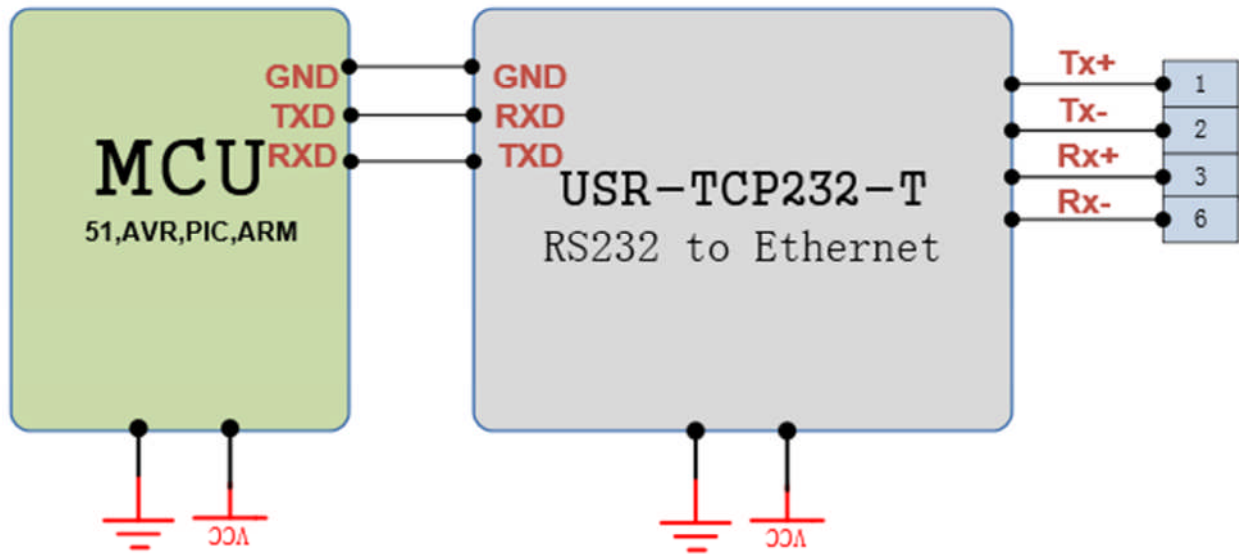 GND
TXD
RXD
MCU
51,AVR,PIC,ARM
GND
RXD
TXD
USR-TCP232-T
RS232 to Ethernet
Tx+
Tx-
Rx+
Rx-
1
2
3
6
VCC
VCC